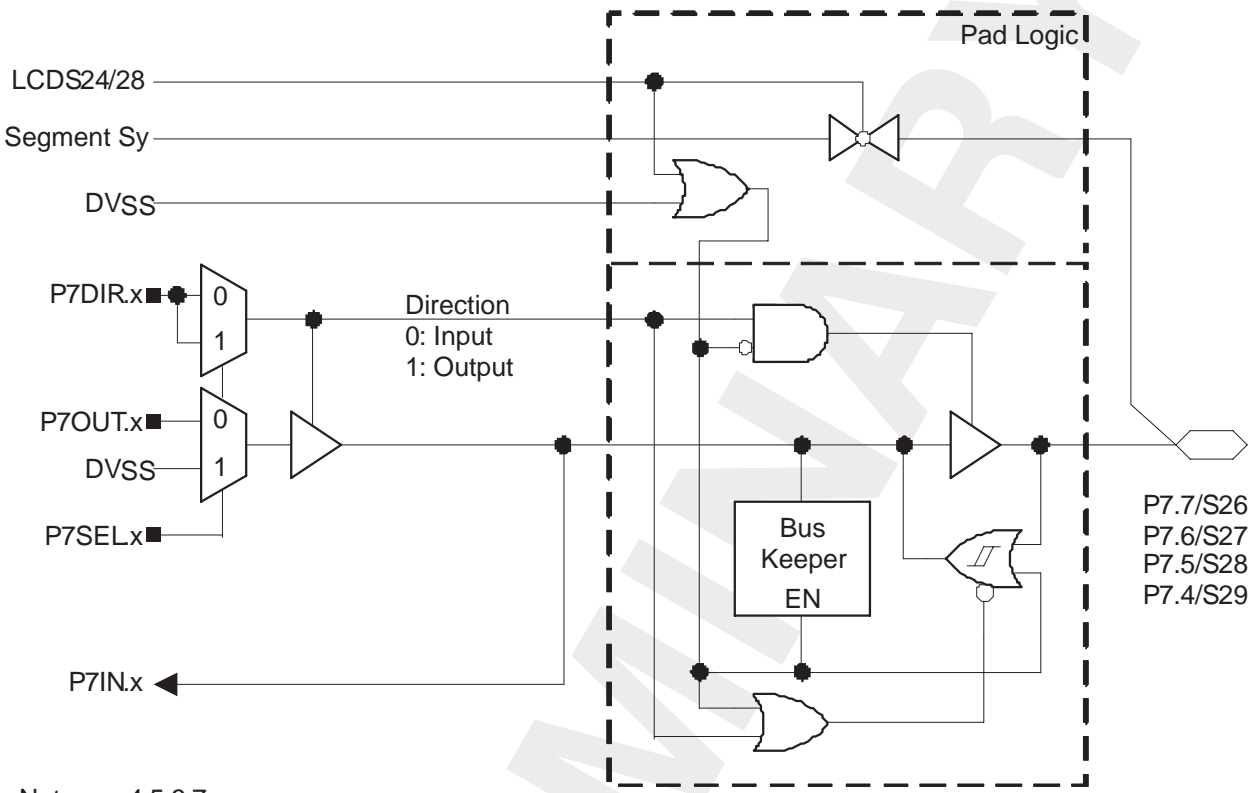 Pad Logic
LCDS24/28
Segment Sy
DVSS
P7DIR.x
0
1
Direction
0: Input
1: Output
P7OUT.x
0
DVSS
1
P7SEL.x
Bus
Keeper
EN
P7.7/S26
P7.6/S27
P7.5/S28
P7.4/S29
P7IN.x
MINARY